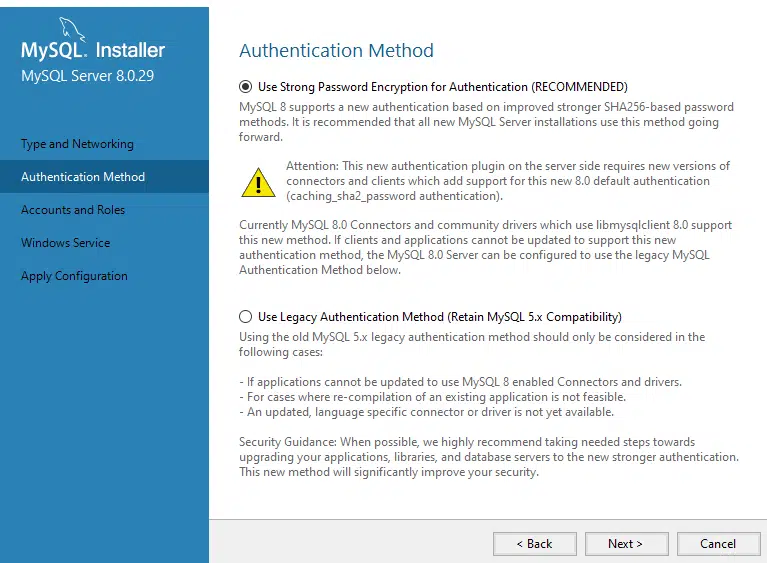 MySQL. Installer
MySQL Server 8.0.29
Type and Networking
Authentication Method
Accounts and Roles
Windows Service
Apply Configuration
Authentication Method
Use Strong Password Encryption for Authentication (RECOMMENDED)
MySQL 8 supports a new authentication based on improved stronger SHA256-based password
methods. It is recommended that all new MySQL Server installations use this method going
forward.
Attention: This new authentication plugin on the server side requires new versions of
connectors and clients which add support for this new 8.0 default authentication
(caching_sha2_password authentication).
Currently MySQL 8.0 Connectors and community drivers which use libmysqlclient 8.0 support
this new method. If clients and applications cannot be updated to support this new
authentication method, the MySQL 8.0 Server can be configured to use the legacy MySQL
Authentication Method below.
Use Legacy Authentication Method (Retain MySQL 5.x Compatibility)
Using the old MySQL 5.x legacy authentication method should only be considered in the
following cases:
- If applications cannot be updated to use MySQL 8 enabled Connectors and drivers.
- For cases where re-compilation of an existing application is not feasible.
- An updated, language specific connector or driver is not yet available.
Security Guidance: When possible, we highly recommend taking needed steps towards
upgrading your applications, libraries, and database servers to the new stronger authentication.
This new method will significantly improve your security.
< Back
Next >
Cancel